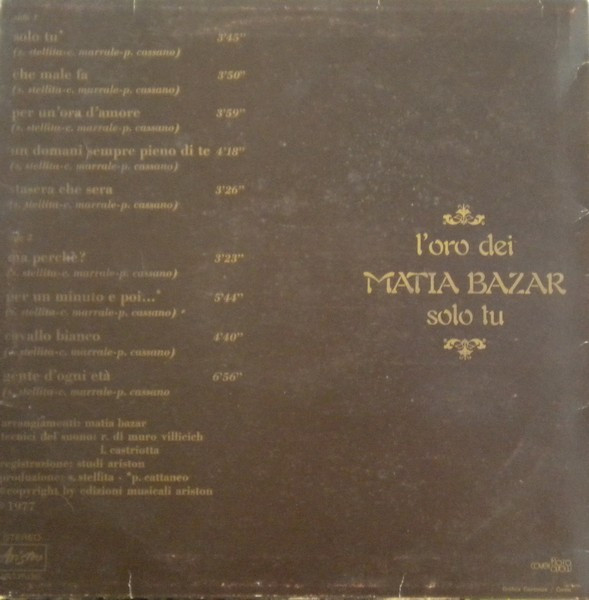 solo tu* 3'45"
(s. stellita-c. marrale-p. cassano)
che male fa 3'50"
(s. stellita-c. marrale-p. cassano)
per un'ora d'amore 3'59"
(s. stellita-c. marrale-p. cassano)
un domani sempre pieno di te 4'18"
(s. stellita-c. marrale-p. cassano)
stasera che sera 3'26"
(s. stellita-c. marrale-p. cassano)
ma perchè? 3'23"
(s. stellita-c. marrale-p. cassano)
per un minuto e poi...* 5'44"
(s. stellita-c. marrale-p. cassano) *
cavallo bianco 4'40"
(s. stellita-c. marrale-p. cassano)
gente d'ogni età 6'56"
(s. stellita-c. marrale-p. cassano
arrangiamenti: matia bazar
tecnici del suono: r. di muro villicich
l. castriotta
registrazione: studi ariston
produzione: s. stellita - *p. cattaneo
©copyright by edizioni musicali ariston
1977
l'oro dei
MATIA BAZAR
solo tu
STEREO
Ariston
cover